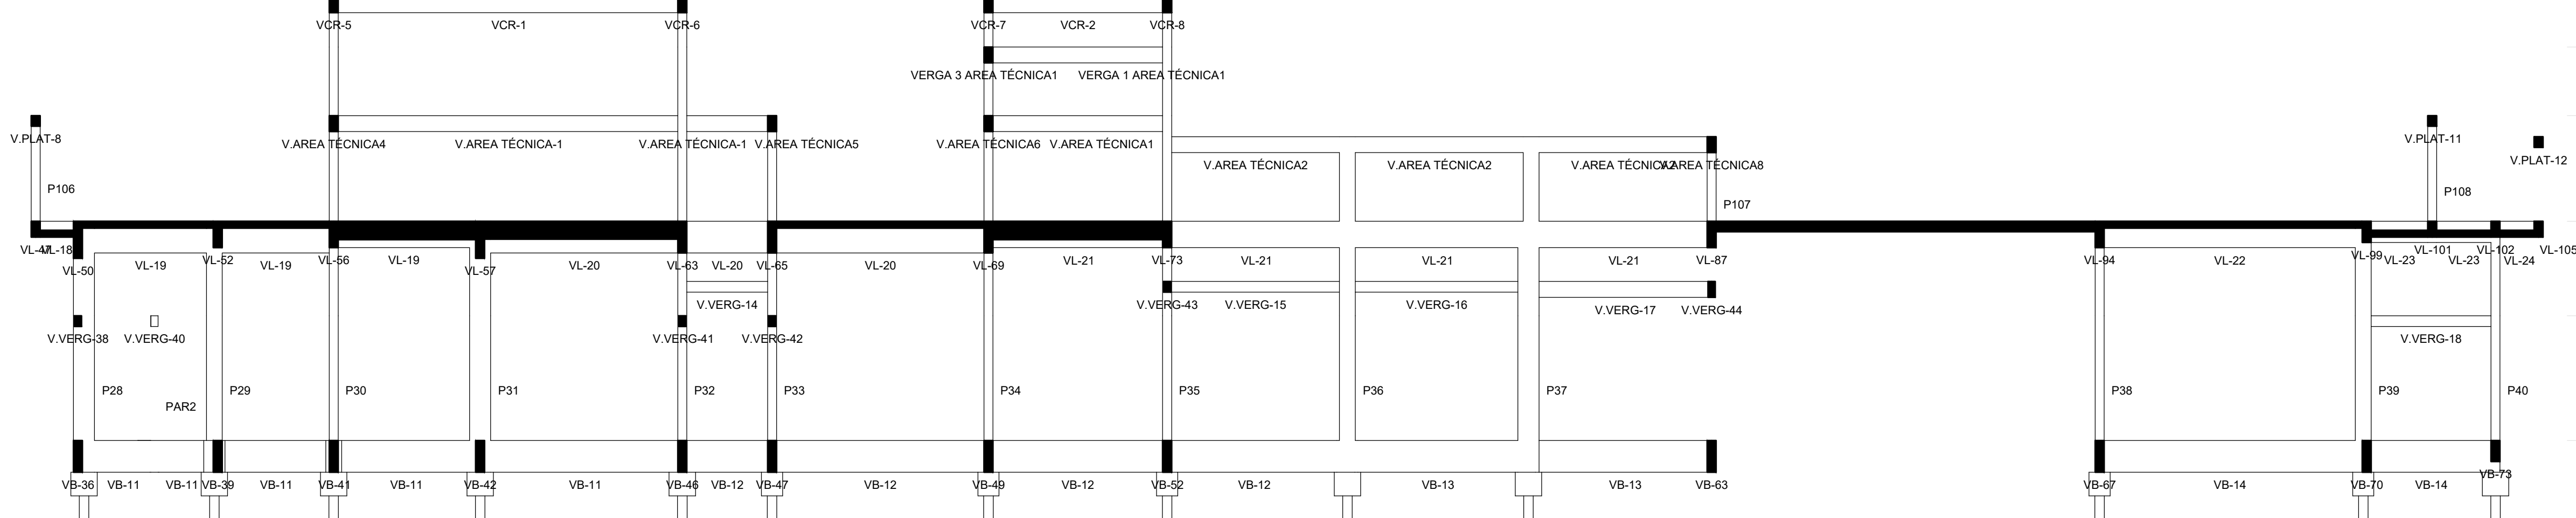 VCR-5 VCR-1 VCR-6 VCR-7 VCR-2 VCR-8
VERGA 3 AREA TÉCNICA1 VERGA 1 AREA TÉCNICA1
V.PLAT-8 V.AREA TÉCNICA4 V.AREA TÉCNICA-1 V.AREA TÉCNICA-1 V.AREA TÉCNICA5 V.AREA TÉCNICA6 V.AREA TÉCNICA1 V.PLAT-11
V.AREA TÉCNICA2 V.AREA TÉCNICA2 V.AREA TÉCNICA2 V.AREA TÉCNICA8 V.PLAT-12
P106 P107 P108
VL-47 VL-18 VL-50 VL-19 VL-52 VL-19 VL-56 VL-19 VL-57 VL-20 VL-63 VL-20 VL-65 VL-20 VL-69 VL-21 VL-73 VL-21 VL-21 VL-21 VL-87 VL-94 VL-22 VL-99 VL-23 VL-101 VL-23 VL-102 VL-24 VL-105
V.VERG-14 V.VERG-43 V.VERG-15 V.VERG-16 V.VERG-17 V.VERG-44
V.VERG-38 V.VERG-40 V.VERG-41 V.VERG-42 V.VERG-18
P28 P29 P30 P31 P32 P33 P34 P35 P36 P37 P38 P39 P40
PAR2
VB-36 VB-11 VB-11 VB-39 VB-11 VB-41 VB-11 VB-42 VB-11 VB-46 VB-12 VB-47 VB-12 VB-49 VB-12 VB-52 VB-12 VB-13 VB-13 VB-63 VB-67 VB-14 VB-70 VB-14 VB-73